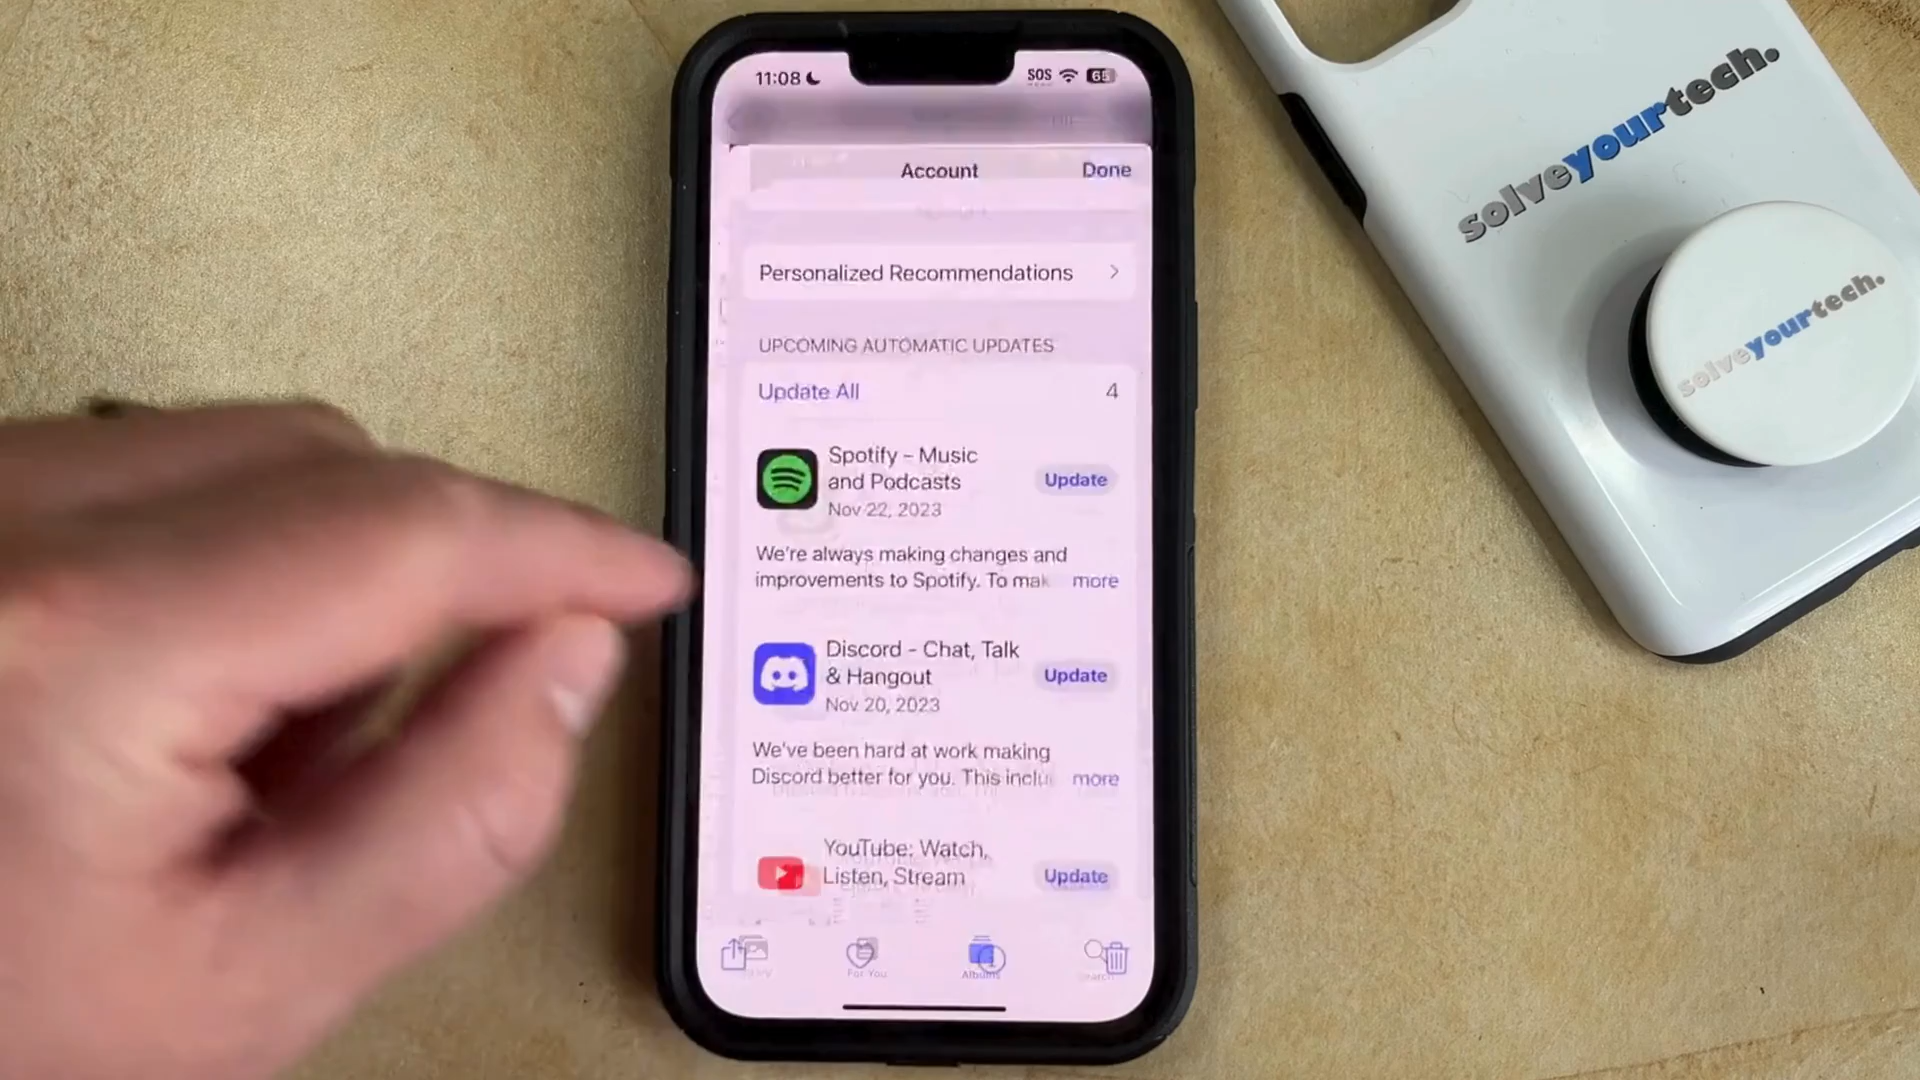 11:08
SOS
65
Account
Done
Personalized Recommendations
UPCOMING AUTOMATIC UPDATES
Update All
4
Spotify - Music
and Podcasts
Nov 22, 2023
Update
We're always making changes and
improvements to Spotify. To mak
more
Discord - Chat, Talk
& Hangout
Nov 20, 2023
Update
We've been hard at work making
Discord better for you. This inclu
more
YouTube: Watch,
Listen, Stream
Update
For You
Albums
solveyourtech.
solveyourtech.